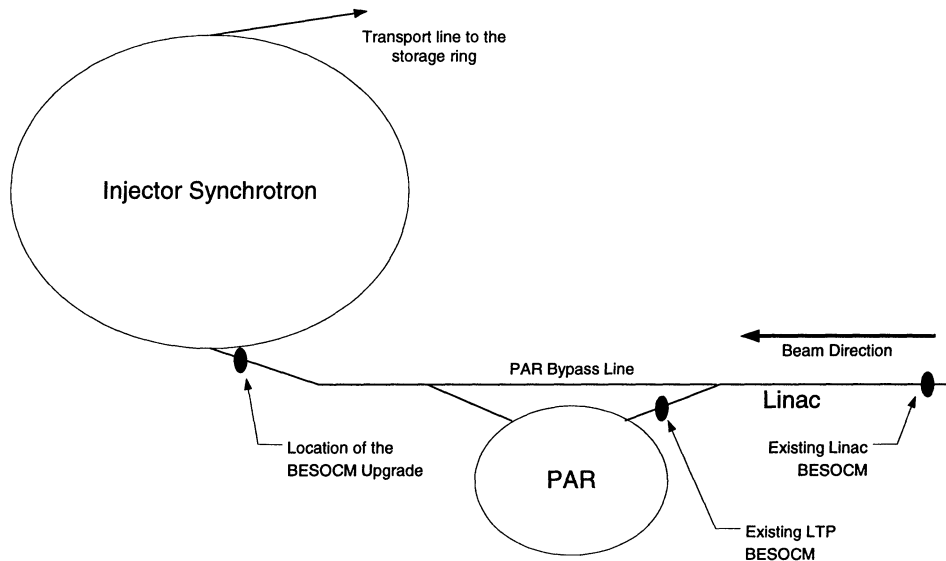 Transport line to the
storage ring
Injector Synchrotron
Beam Direction
PAR Bypass Line
Linac
Location of the
BESOCM Upgrade
Existing Linac
BESOCM
PAR
Existing LTP
BESOCM